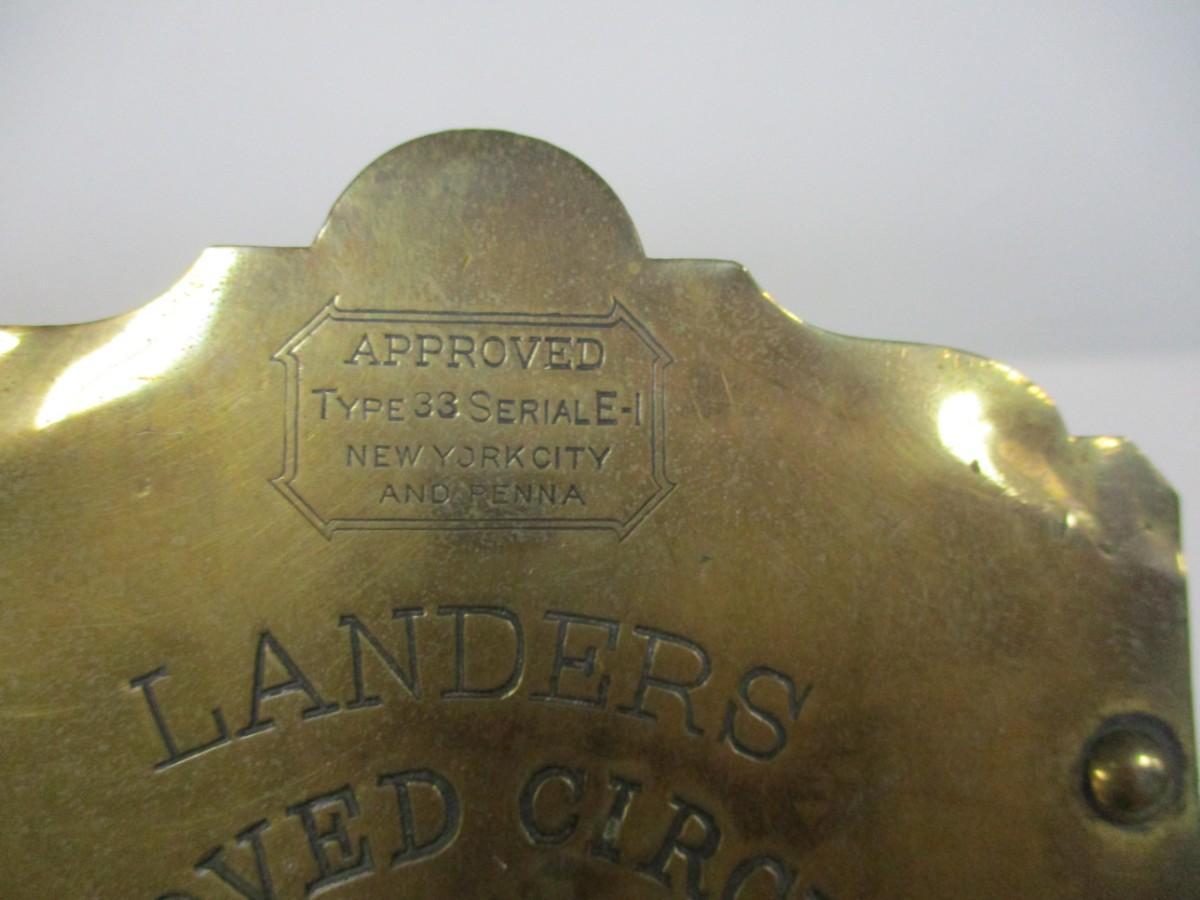 APPROVED
TYPE 33 SERIAL E-1
NEW YORK CITY
AND PENNA
LANDERS